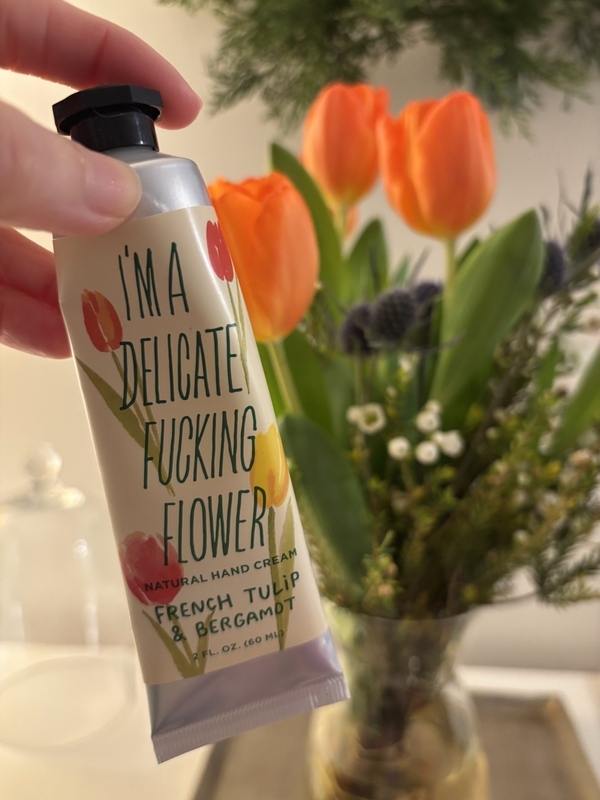 I'M A
DELICATE
FUCKING
FLOWER
NATURAL HAND CREAM
FRENCH TULIP
& BERGAMOT
2 FL. OZ. (60 ML)